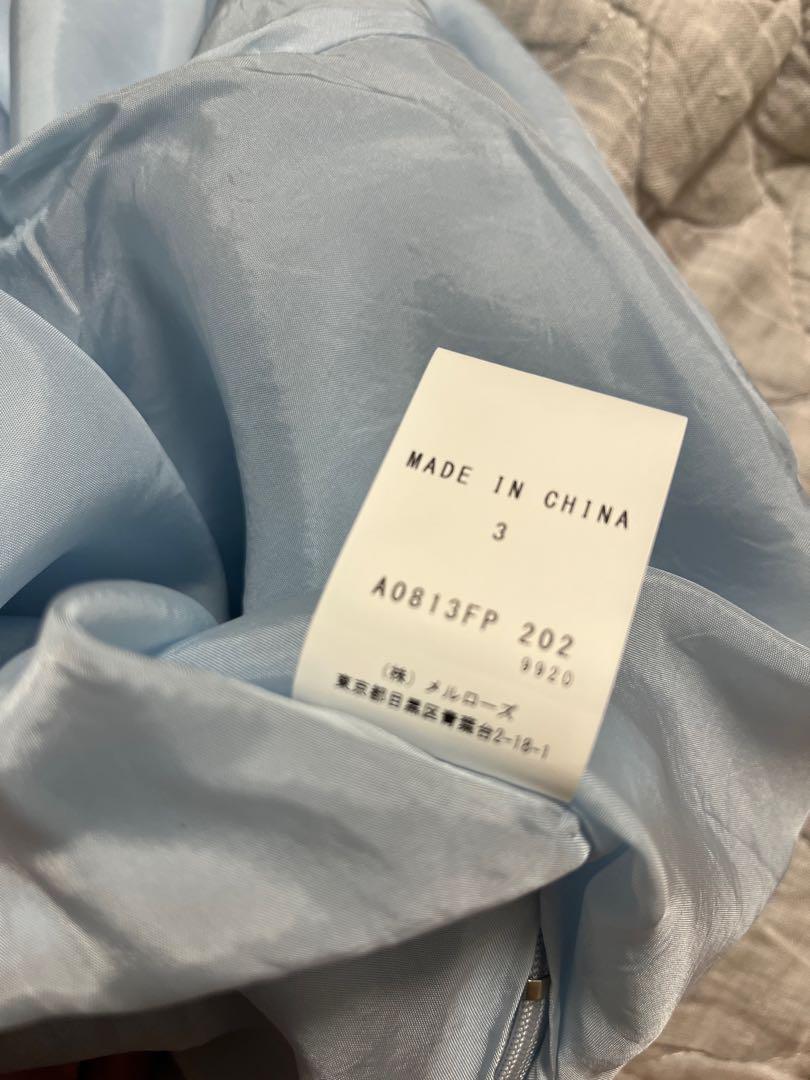 MADE IN CHINA
3
A0813FP 202
9920
(株) メルローズ
東京都目黒区青葉台2-18-1